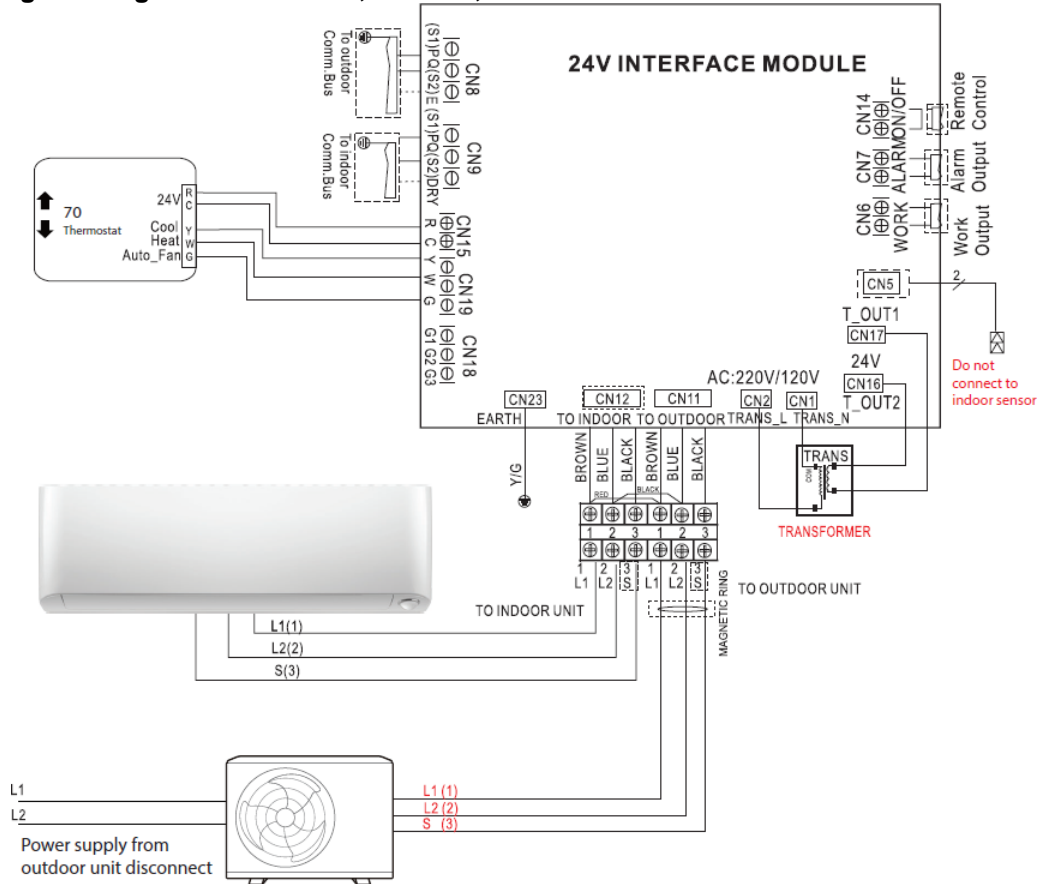 24V INTERFACE MODULE
To outdoor
Comm.Bus
(S1)PQ(S2)E
CN8
To indoor
Comm.Bus
(S1)PQ(S2)DRY
CN9
R C
CN15
Y W G
CN19
G1 G2 G3
CN18
70
Thermostat
24V
R
C
Cool
Y
Heat
W
Auto_Fan
G
CN14
ON/OFF
Remote
Control
CN7
ALARM
Alarm
Output
CN6
WORK
Work
Output
CN5
2
Do not
connect to
indoor sensor
T_OUT1
CN17
24V
CN16
T_OUT2
AC:220V/120V
CN2
CN1
TRANS_L
TRANS_N
TRANS
COM
TRANSFORMER
CN23
EARTH
Y/G
CN12
CN11
TO INDOOR
TO OUTDOOR
BROWN
BLUE
BLACK
BROWN
BLUE
BLACK
RED
BLACK
1 2 3 1 2 3
1 2 3 1 2 3
L1 L2 S L1 L2 S
TO INDOOR UNIT
TO OUTDOOR UNIT
MAGNETIC RING
L1(1)
L2(2)
S(3)
L1 (1)
L2 (2)
S (3)
L1
L2
Power supply from
outdoor unit disconnect